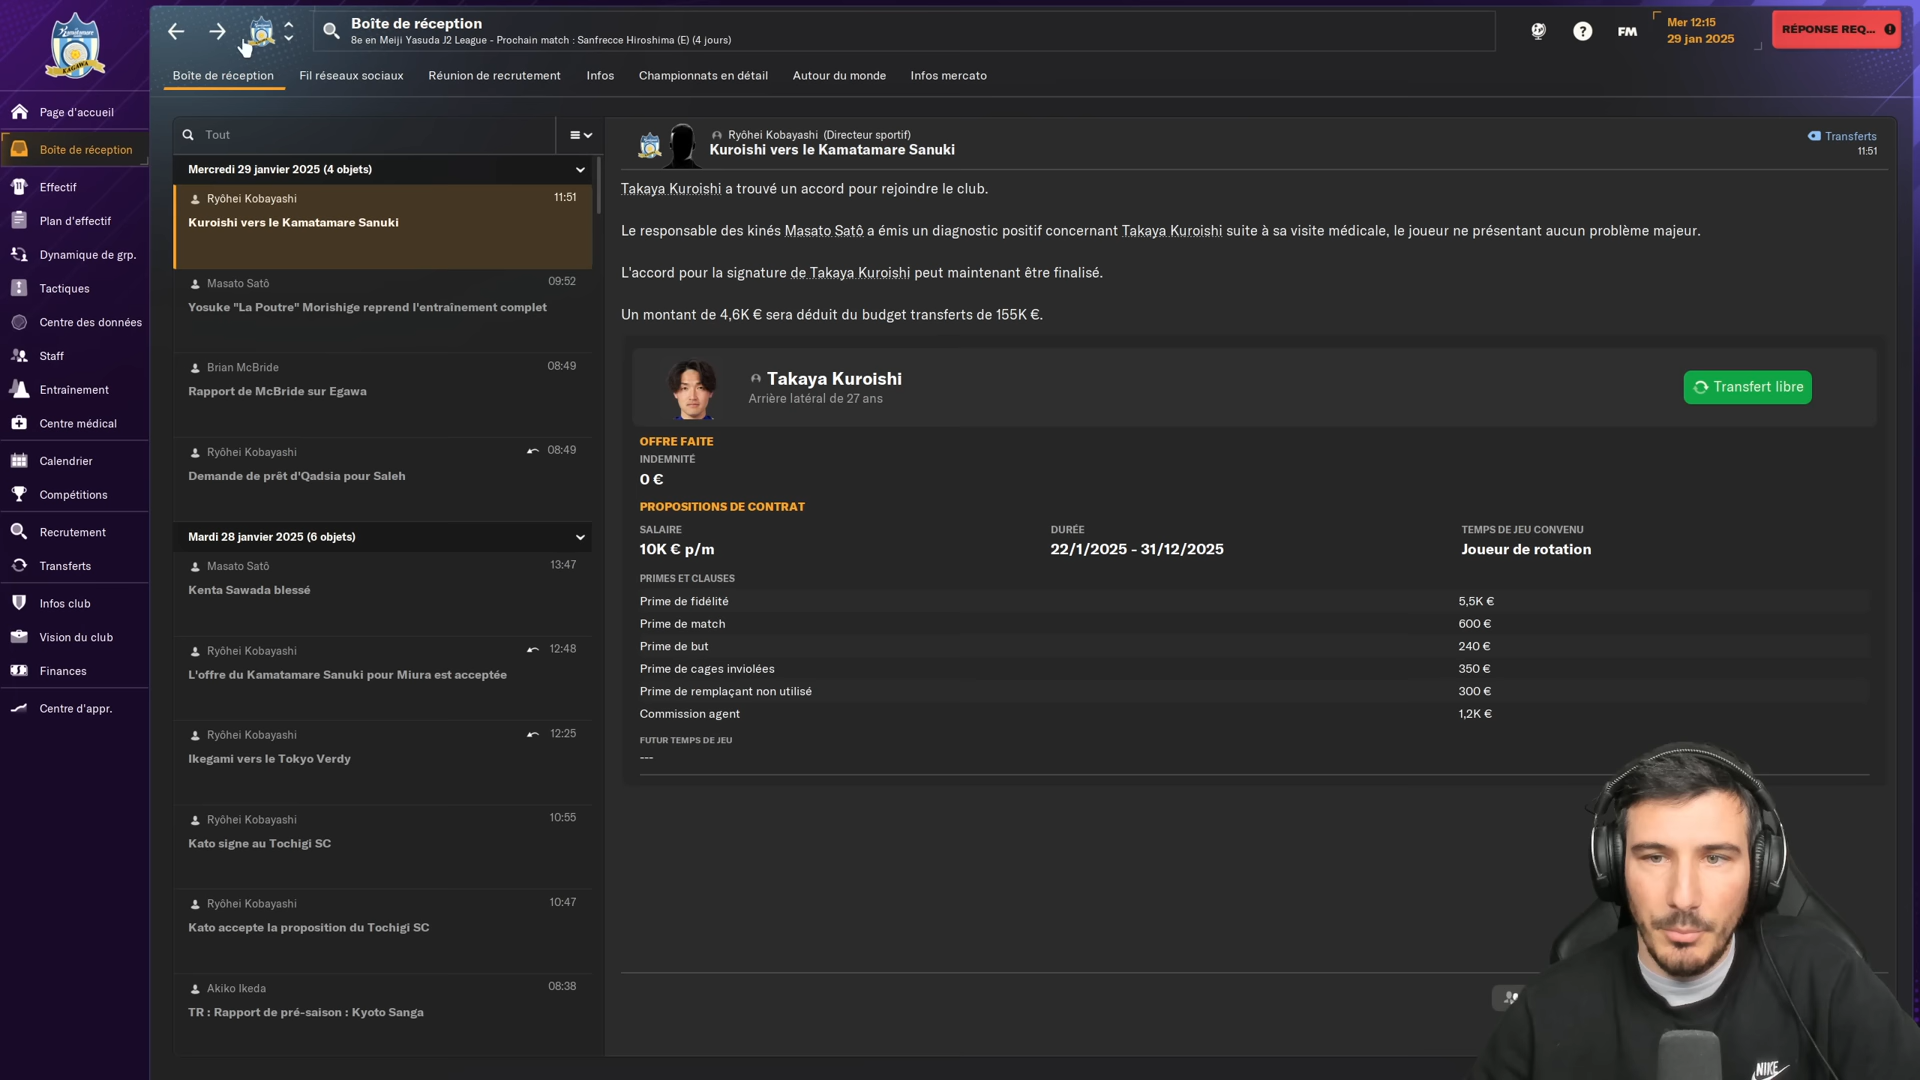 Boîte de réception
8e en Meiji Yasuda J2 League - Prochain match : Sanfrecce Hiroshima (E) (4 jours)
FM
Mer 12:15
29 jan 2025
RÉPONSE REQ...
Boîte de réception
Fil réseaux sociaux
Réunion de recrutement
Infos
Championnats en détail
Autour du monde
Infos mercato
Kamatamare
KAGAWA
Page d'accueil
Boîte de réception
Effectif
Plan d'effectif
Dynamique de grp.
Tactiques
Centre des données
Staff
Entraînement
Centre médical
Calendrier
Compétitions
Recrutement
Transferts
Infos club
Vision du club
Finances
Centre d'appr.
Tout
Mercredi 29 janvier 2025 (4 objets)
Ryôhei Kobayashi 11:51
Kuroishi vers le Kamatamare Sanuki
Masato Satô 09:52
Yosuke "La Poutre" Morishige reprend l'entraînement complet
Brian McBride 08:49
Rapport de McBride sur Egawa
Ryôhei Kobayashi 08:49
Demande de prêt d'Qadsia pour Saleh
Mardi 28 janvier 2025 (6 objets)
Masato Satô 13:47
Kenta Sawada blessé
Ryôhei Kobayashi 12:48
L'offre du Kamatamare Sanuki pour Miura est acceptée
Ryôhei Kobayashi 12:25
Ikegami vers le Tokyo Verdy
Ryôhei Kobayashi 10:55
Kato signe au Tochigi SC
Ryôhei Kobayashi 10:47
Kato accepte la proposition du Tochigi SC
Akiko Ikeda 08:38
TR : Rapport de pré-saison : Kyoto Sanga
Ryôhei Kobayashi (Directeur sportif)
Kuroishi vers le Kamatamare Sanuki
Transferts
11:51
Takaya Kuroishi a trouvé un accord pour rejoindre le club.
Le responsable des kinés Masato Satô a émis un diagnostic positif concernant Takaya Kuroishi suite à sa visite médicale, le joueur ne présentant aucun problème majeur.
L'accord pour la signature de Takaya Kuroishi peut maintenant être finalisé.
Un montant de 4,6K € sera déduit du budget transferts de 155K €.
Takaya Kuroishi
Arrière latéral de 27 ans
Transfert libre
OFFRE FAITE
INDEMNITÉ
0 €
PROPOSITIONS DE CONTRAT
SALAIRE DURÉE TEMPS DE JEU CONVENU
10K € p/m 22/1/2025 - 31/12/2025 Joueur de rotation
PRIMES ET CLAUSES
Prime de fidélité 5,5K €
Prime de match 600 €
Prime de but 240 €
Prime de cages inviolées 350 €
Prime de remplaçant non utilisé 300 €
Commission agent 1,2K €
FUTUR TEMPS DE JEU
---
NIKE